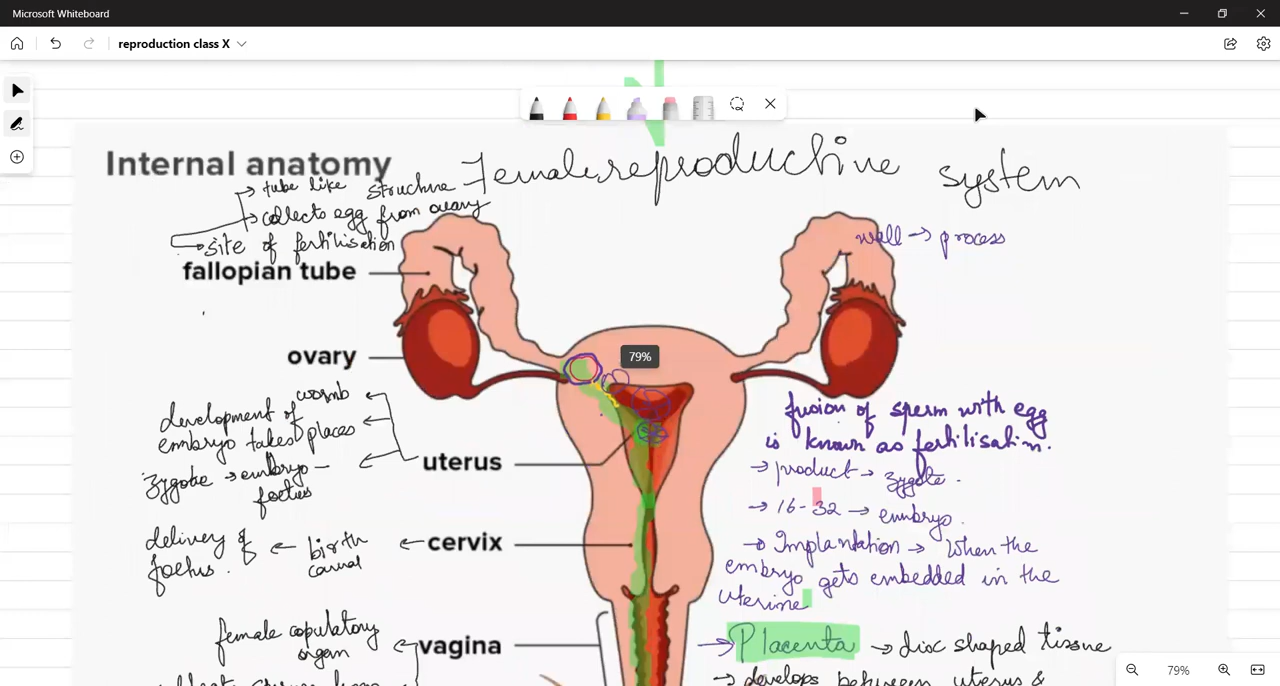 Microsoft Whiteboard
reproduction class X
Internal anatomy
Female reproductive system
→ tube like structure
→ collects egg from ovary
→ site of fertilisation
fallopian tube
well → process
79%
ovary
womb
development of
embryo takes places
zygote → embryo –
foetus
uterus
fusion of sperm with egg
is known as fertilisation.
→ product → zygote.
→ 16-32 → embryo.
→ Implantation → When the
embryo gets embedded in the
uterine
delivery of
foetus. ← birth
canal
← cervix
female copulatory
organ
← vagina
→ Placenta → disc shaped tissue
→ develops between uterus &
79%